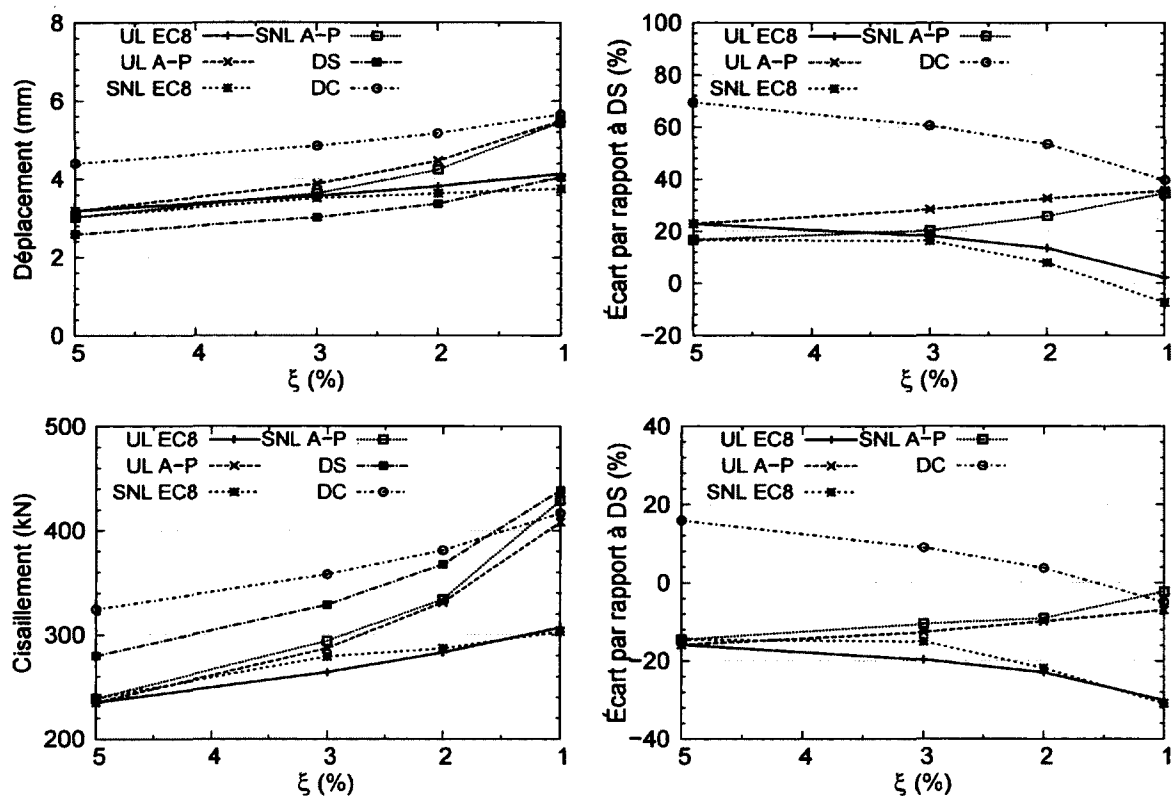 8
6
4
2
0
Déplacement (mm)
UL EC8
UL A-P
SNL EC8
SNL A-P
DS
DC
5
4
3
2
1
ξ (%)
100
80
60
40
20
0
-20
Écart par rapport à DS (%)
UL EC8
UL A-P
SNL EC8
SNL A-P
DC
5
4
3
2
1
ξ (%)
500
400
300
200
Cisaillement (kN)
UL EC8
UL A-P
SNL EC8
SNL A-P
DS
DC
5
4
3
2
1
ξ (%)
40
20
0
-20
-40
Écart par rapport à DS (%)
UL EC8
UL A-P
SNL EC8
SNL A-P
DC
5
4
3
2
1
ξ (%)